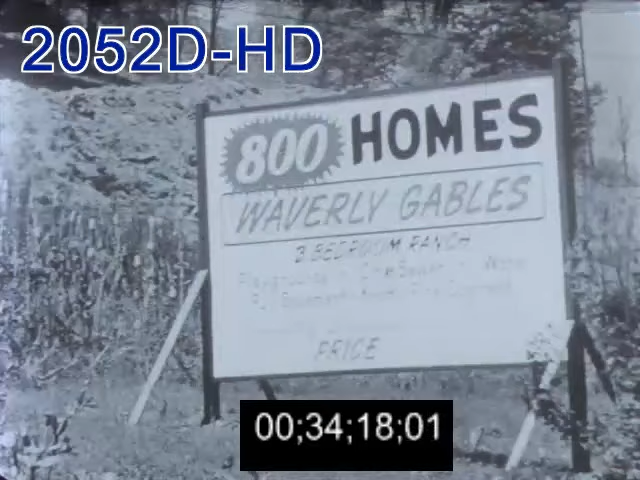 2052D-HD
800 HOMES
WAVERLY GABLES
3 BEDROOM RANCH
PRICE
00;34;18;01